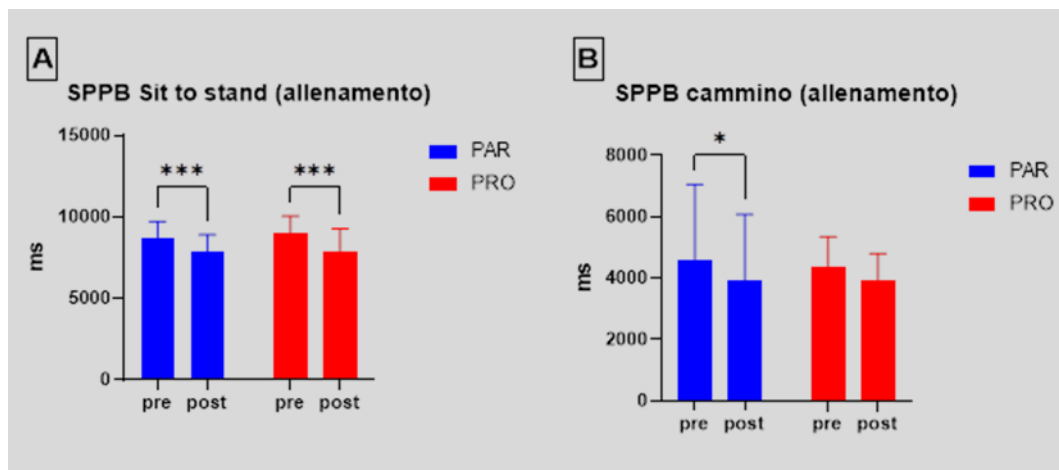 A
SPPB Sit to stand (allenamento)
15000
10000
5000
0
ms
***
***
PAR
PRO
pre post pre post
B
SPPB cammino (allenamento)
8000
6000
4000
2000
0
ms
*
PAR
PRO
pre post pre post